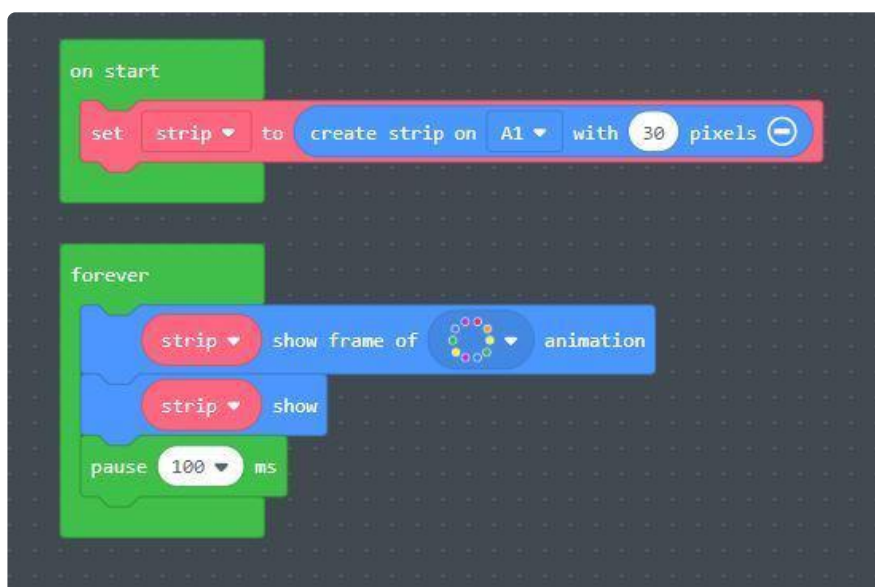 on start
set strip to create strip on A1 with 30 pixels
forever
strip show frame of animation
strip show
pause 100 ms